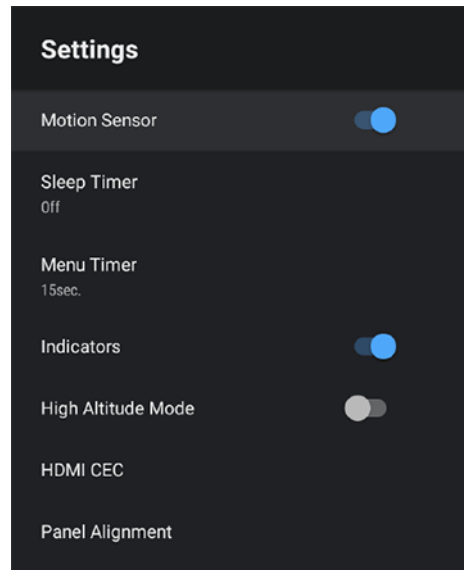 Settings
Motion Sensor
Sleep Timer
Off
Menu Timer
15sec.
Indicators
High Altitude Mode
HDMI CEC
Panel Alignment